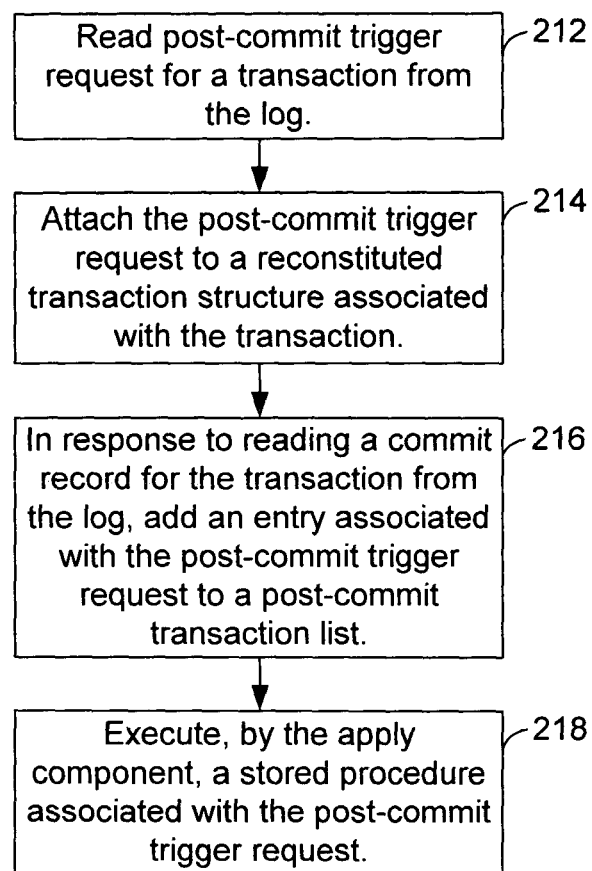 Read post-commit trigger
request for a transaction from
the log.
212
Attach the post-commit trigger
request to a reconstituted
transaction structure associated
with the transaction.
214
In response to reading a commit
record for the transaction from
the log, add an entry associated
with the post-commit trigger
request to a post-commit
transaction list.
216
Execute, by the apply
component, a stored procedure
associated with the post-commit
trigger request.
218